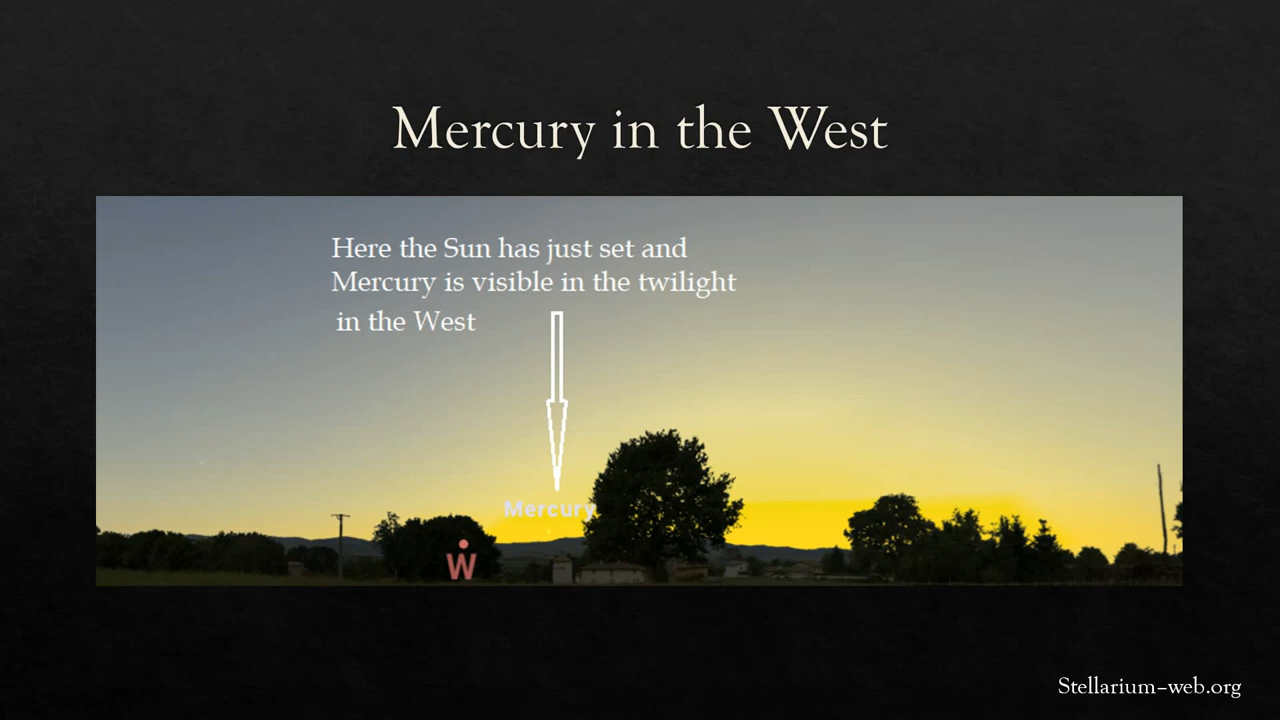 Mercury in the West
Here the Sun has just set and
Mercury is visible in the twilight
in the West
Mercury
W
Stellarium-web.org